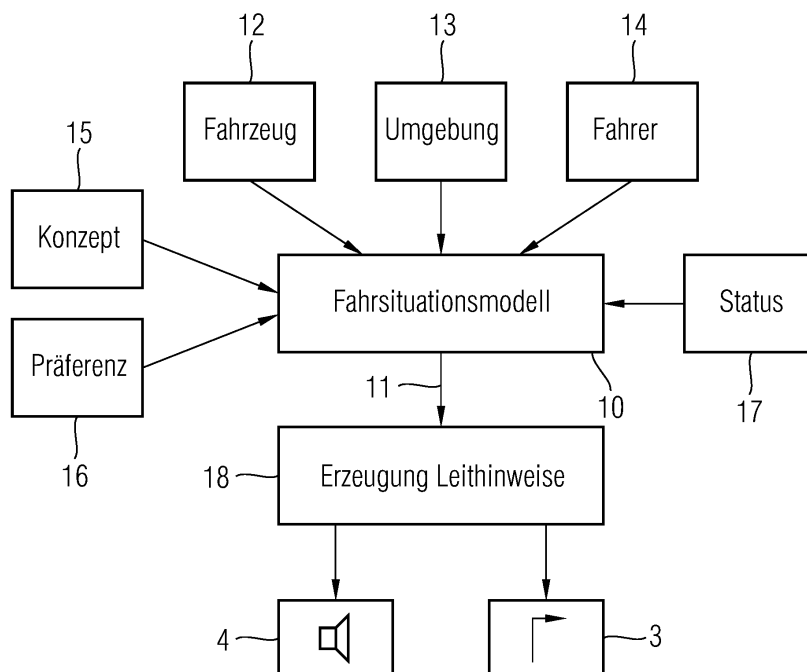 12
13
14
15
Fahrzeug
Umgebung
Fahrer
Konzept
Fahrsituationsmodell
Status
Präferenz
11
10
17
16
18
Erzeugung Leithinweise
4
3